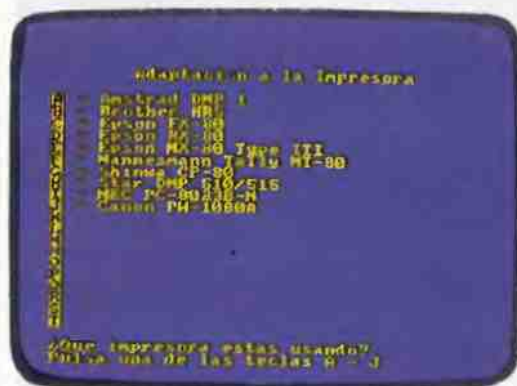 Adaptacion a la Impresora
Amstrad DMP 1
Brother HR5
Epson FX-80
Epson RX-80
Epson MX-80 Type III
Mannesmann Tally MT-80
Shinwa CP-80
Star DMP 510/515
NEC PC-8023B-N
Canon PW-1080A
¿Que impresora estas usando?
Pulsa una de las teclas A - J